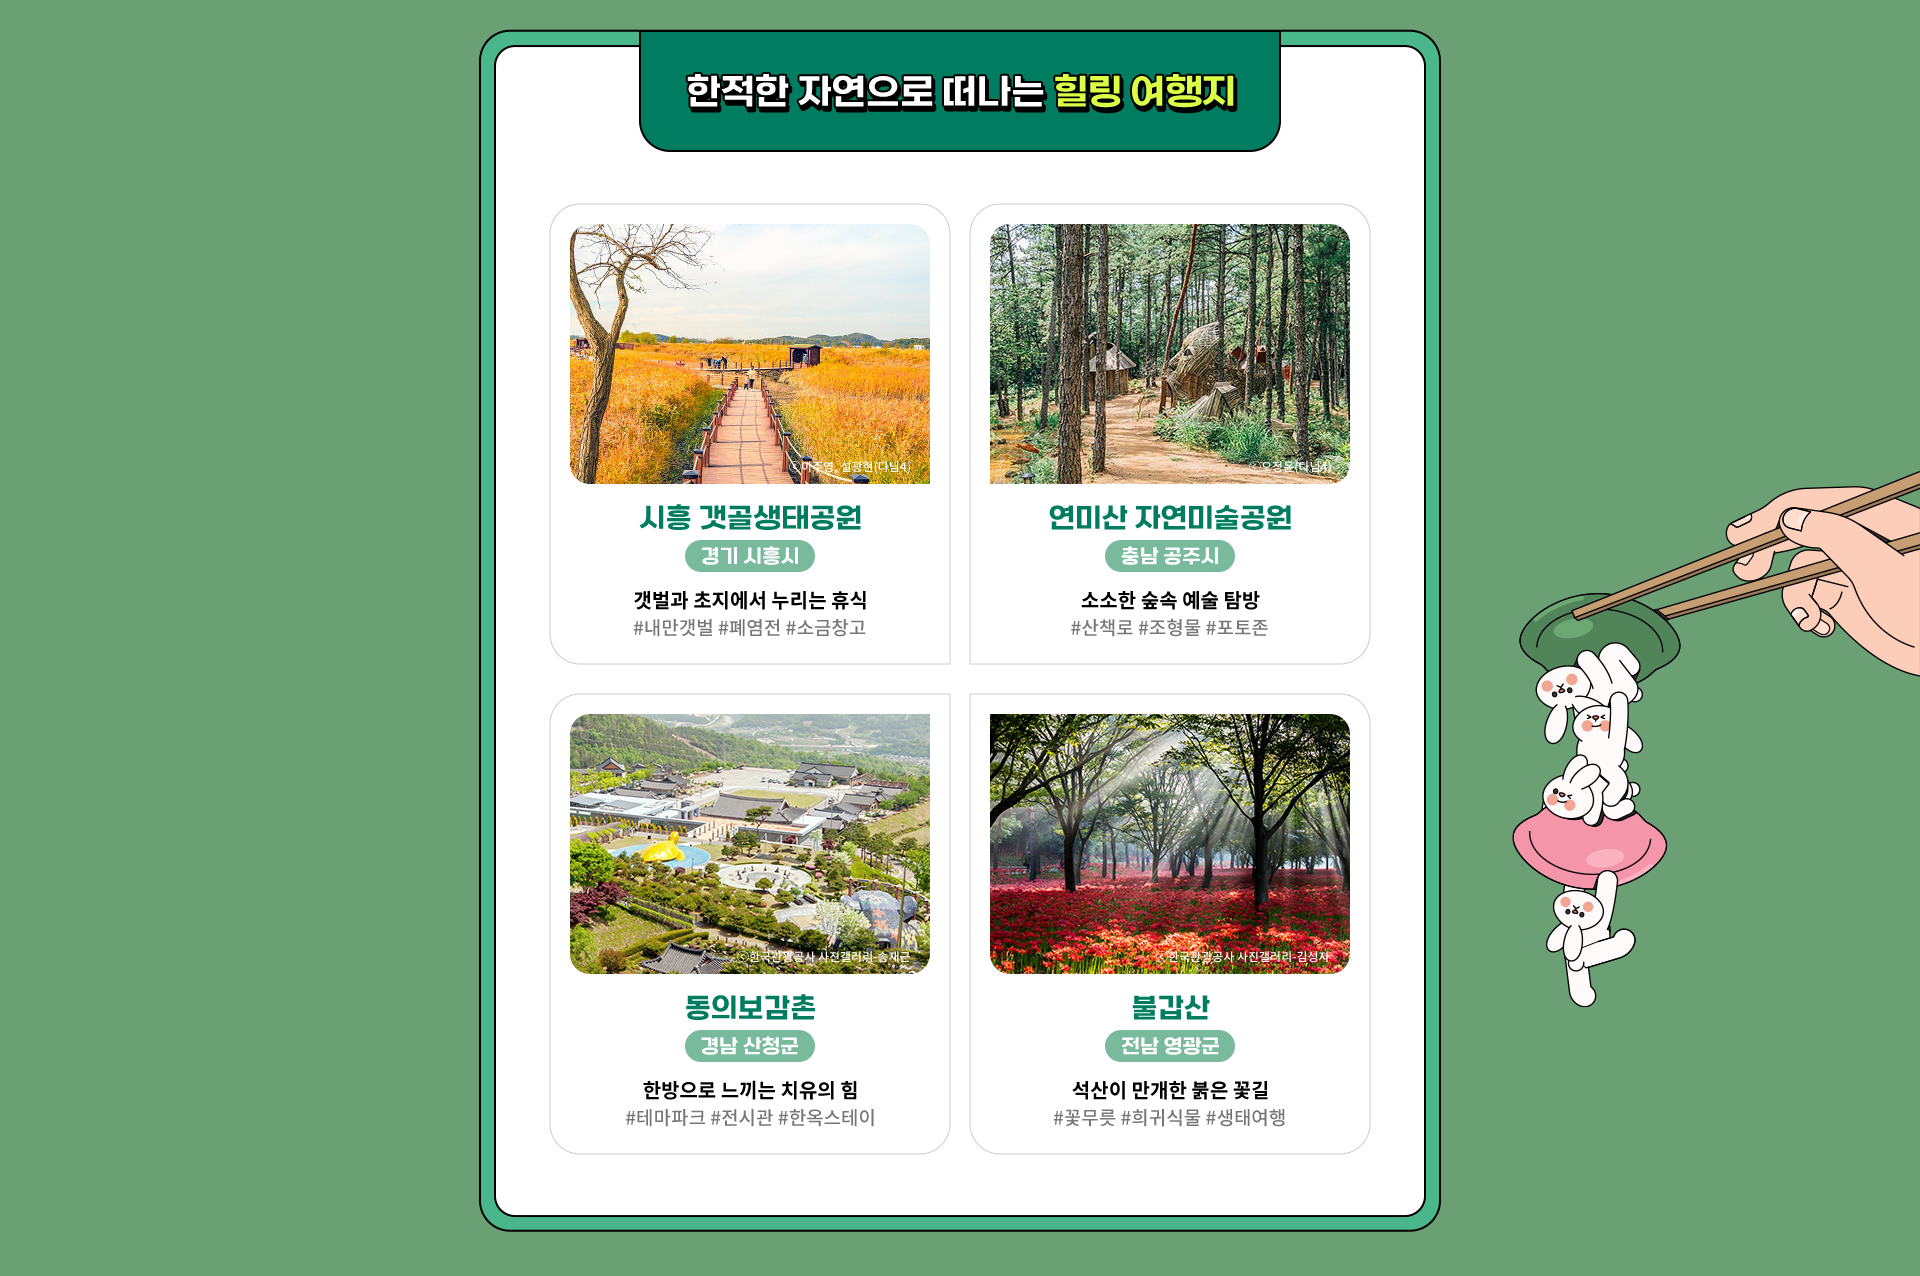 한적한 자연으로 떠나는 힐링 여행지
ⓒ이주영, 설광현(다님4)
시흥 갯골생태공원
경기 시흥시
갯벌과 초지에서 누리는 휴식
#내만갯벌 #폐염전 #소금창고
ⓒ오정율(다님4)
연미산 자연미술공원
충남 공주시
소소한 숲속 예술 탐방
#산책로 #조형물 #포토존
ⓒ한국관광공사 사진갤러리-송재근
동의보감촌
경남 산청군
한방으로 느끼는 치유의 힘
#테마파크 #전시관 #한옥스테이
ⓒ한국관광공사 사진갤러리-김성자
불갑산
전남 영광군
석산이 만개한 붉은 꽃길
#꽃무릇 #희귀식물 #생태여행